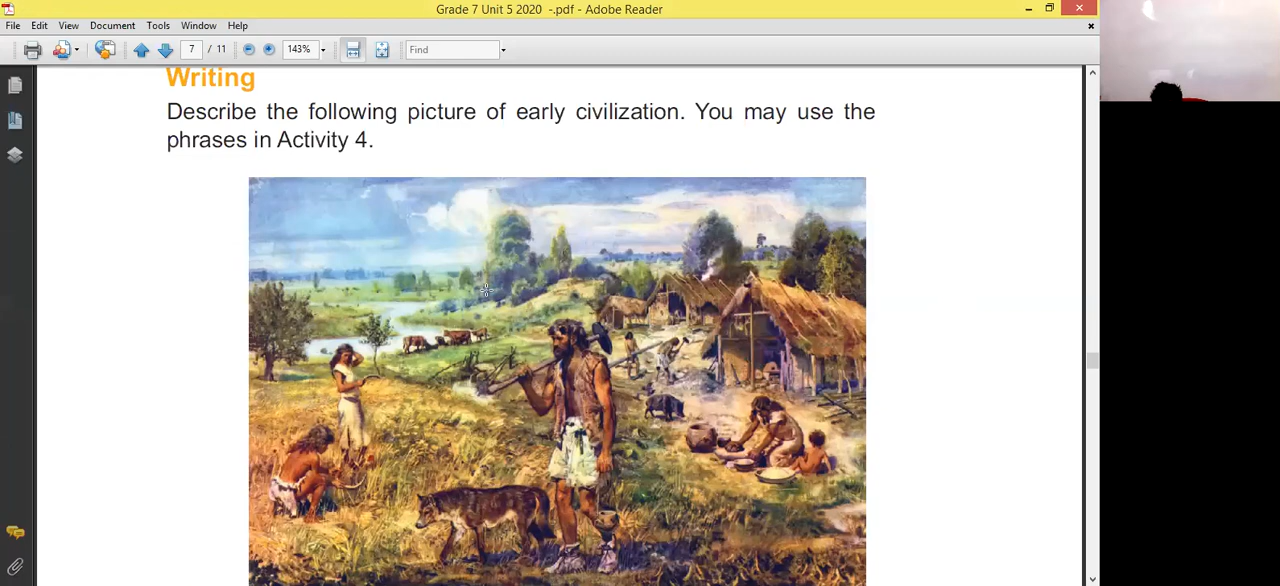 Grade 7 Unit 5 2020 -.pdf - Adobe Reader
File Edit View Document Tools Window Help
7 / 11 143% Find
Writing
Describe the following picture of early civilization. You may use the
phrases in Activity 4.